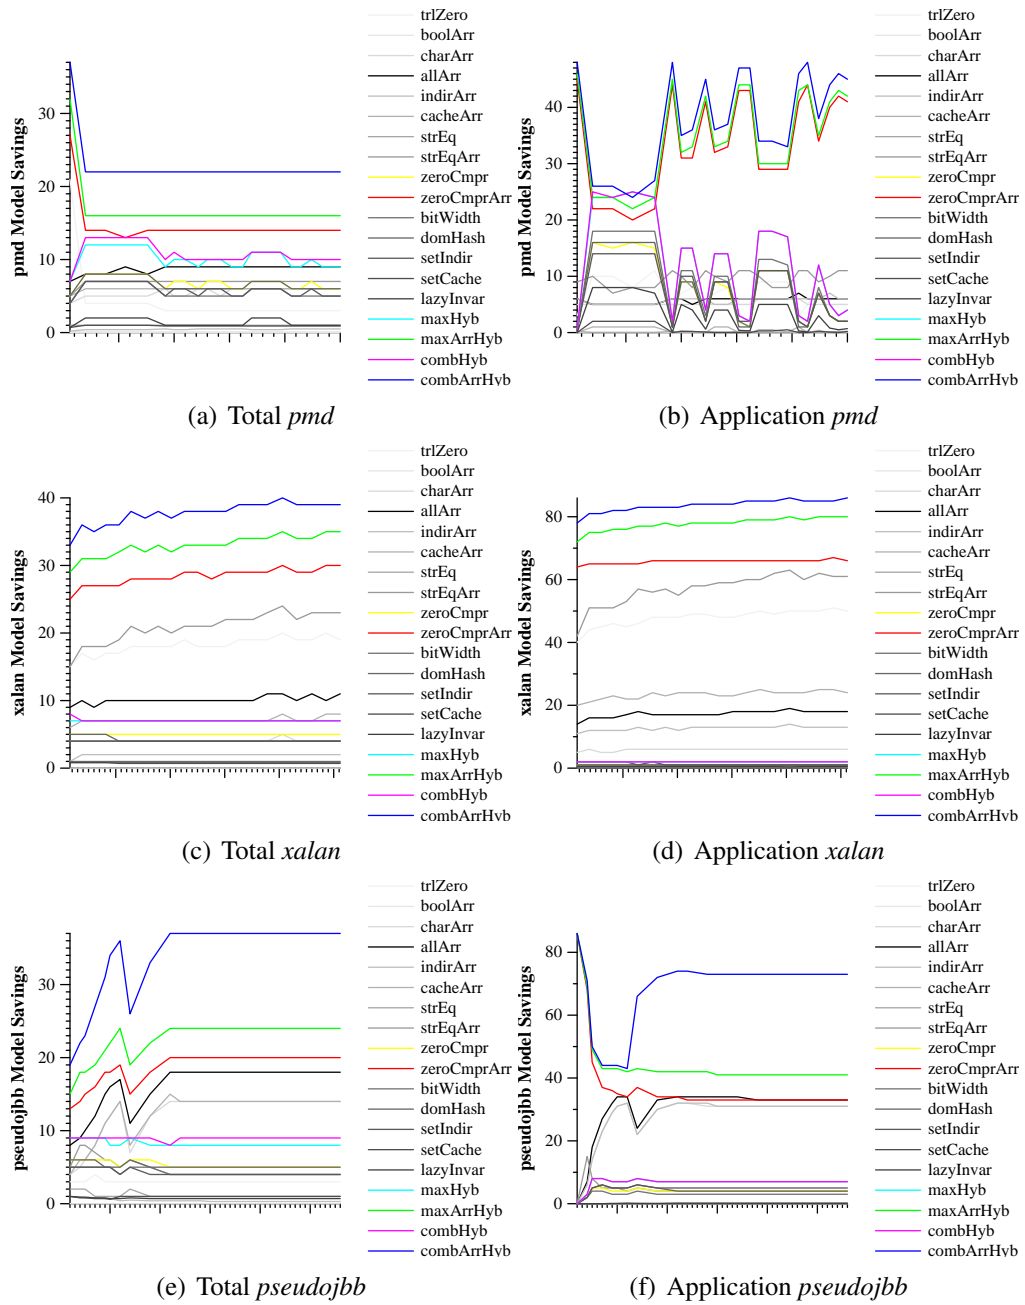 pmd Model Savings
30
20
10
0
trlZero
boolArr
charArr
allArr
indirArr
cacheArr
strEq
strEqArr
zeroCmpr
zeroCmprArr
bitWidth
domHash
setIndir
setCache
lazyInvar
maxHyb
maxArrHyb
combHyb
combArrHyb
(a) Total pmd
pmd Model Savings
40
30
20
10
0
trlZero
boolArr
charArr
allArr
indirArr
cacheArr
strEq
strEqArr
zeroCmpr
zeroCmprArr
bitWidth
domHash
setIndir
setCache
lazyInvar
maxHyb
maxArrHyb
combHyb
combArrHyb
(b) Application pmd
xalan Model Savings
40
30
20
10
0
trlZero
boolArr
charArr
allArr
indirArr
cacheArr
strEq
strEqArr
zeroCmpr
zeroCmprArr
bitWidth
domHash
setIndir
setCache
lazyInvar
maxHyb
maxArrHyb
combHyb
combArrHyb
(c) Total xalan
xalan Model Savings
80
60
40
20
0
trlZero
boolArr
charArr
allArr
indirArr
cacheArr
strEq
strEqArr
zeroCmpr
zeroCmprArr
bitWidth
domHash
setIndir
setCache
lazyInvar
maxHyb
maxArrHyb
combHyb
combArrHyb
(d) Application xalan
pseudojbb Model Savings
30
20
10
0
trlZero
boolArr
charArr
allArr
indirArr
cacheArr
strEq
strEqArr
zeroCmpr
zeroCmprArr
bitWidth
domHash
setIndir
setCache
lazyInvar
maxHyb
maxArrHyb
combHyb
combArrHyb
(e) Total pseudojbb
pseudojbb Model Savings
80
60
40
20
0
trlZero
boolArr
charArr
allArr
indirArr
cacheArr
strEq
strEqArr
zeroCmpr
zeroCmprArr
bitWidth
domHash
setIndir
setCache
lazyInvar
maxHyb
maxArrHyb
combHyb
combArrHyb
(f) Application pseudojbb